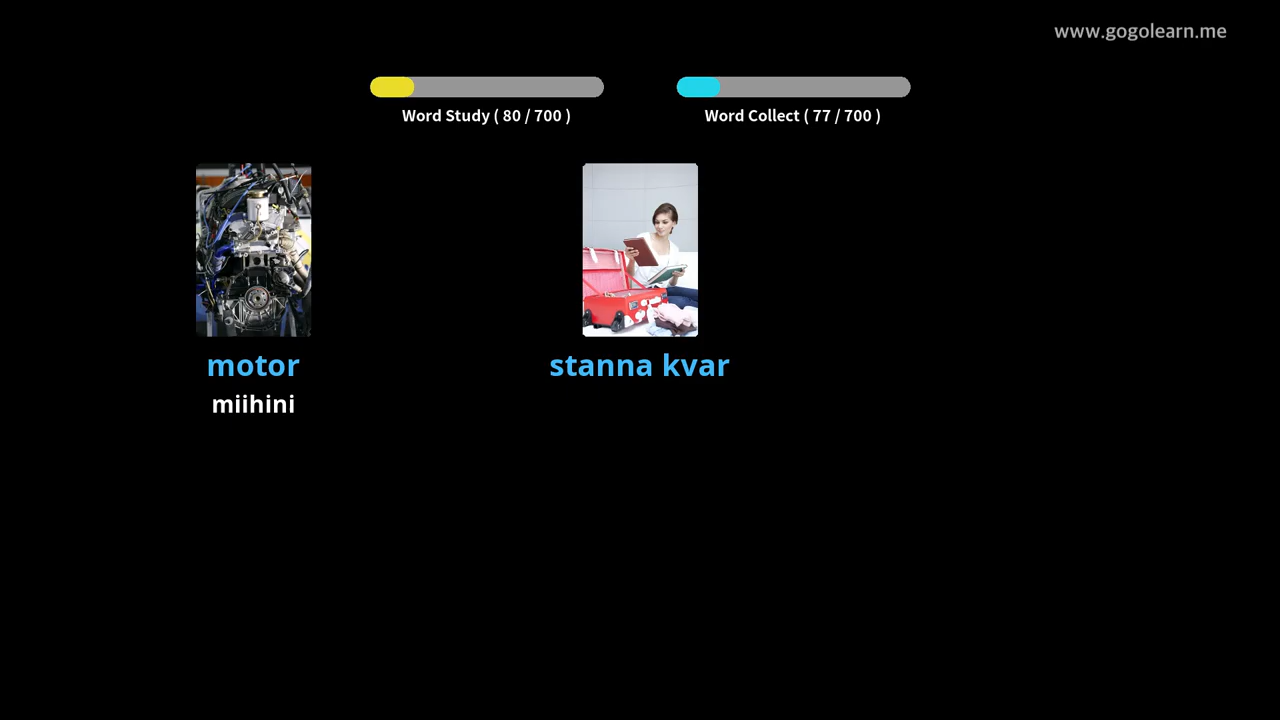 www.gogolearn.me
Word Study ( 80 / 700 )
Word Collect ( 77 / 700 )
motor
miihini
stanna kvar